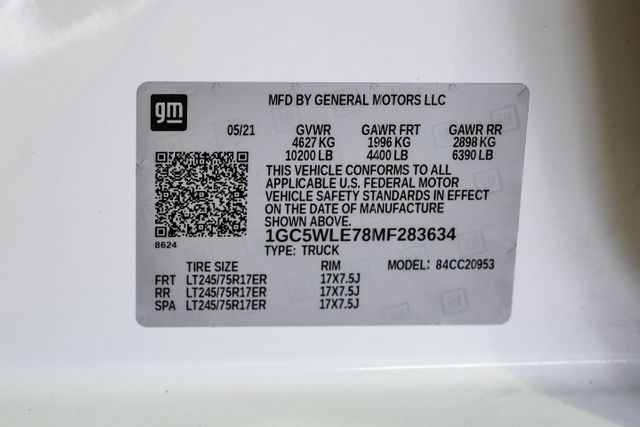 gm
MFD BY GENERAL MOTORS LLC
05/21 GVWR GAWR FRT GAWR RR
4627 KG 1996 KG 2898 KG
10200 LB 4400 LB 6390 LB
THIS VEHICLE CONFORMS TO ALL
APPLICABLE U.S. FEDERAL MOTOR
VEHICLE SAFETY STANDARDS IN EFFECT
ON THE DATE OF MANUFACTURE
SHOWN ABOVE.
8624
1GC5WLE78MF283634
TYPE: TRUCK
TIRE SIZE RIM MODEL: 84CC20953
FRT LT245/75R17ER 17X7.5J
RR LT245/75R17ER 17X7.5J
SPA LT245/75R17ER 17X7.5J